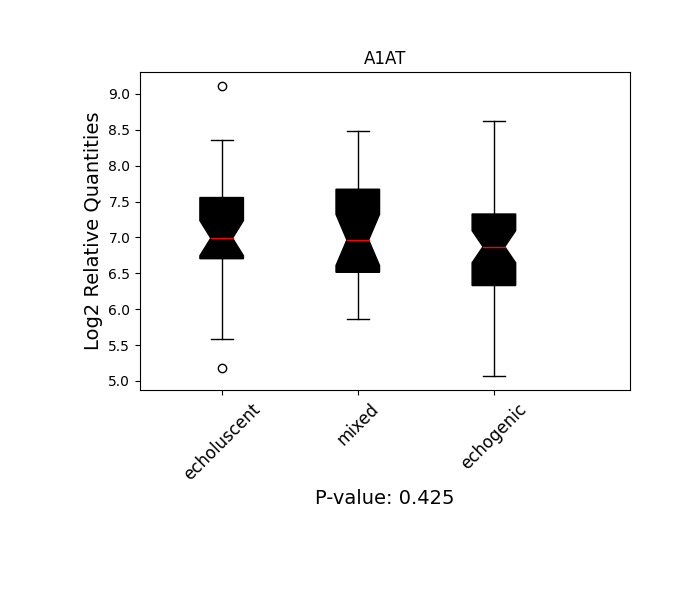 A1AT
Log2 Relative Quantities
9.0
8.5
8.0
7.5
7.0
6.5
6.0
5.5
5.0
echoluscent
mixed
echogenic
P-value: 0.425